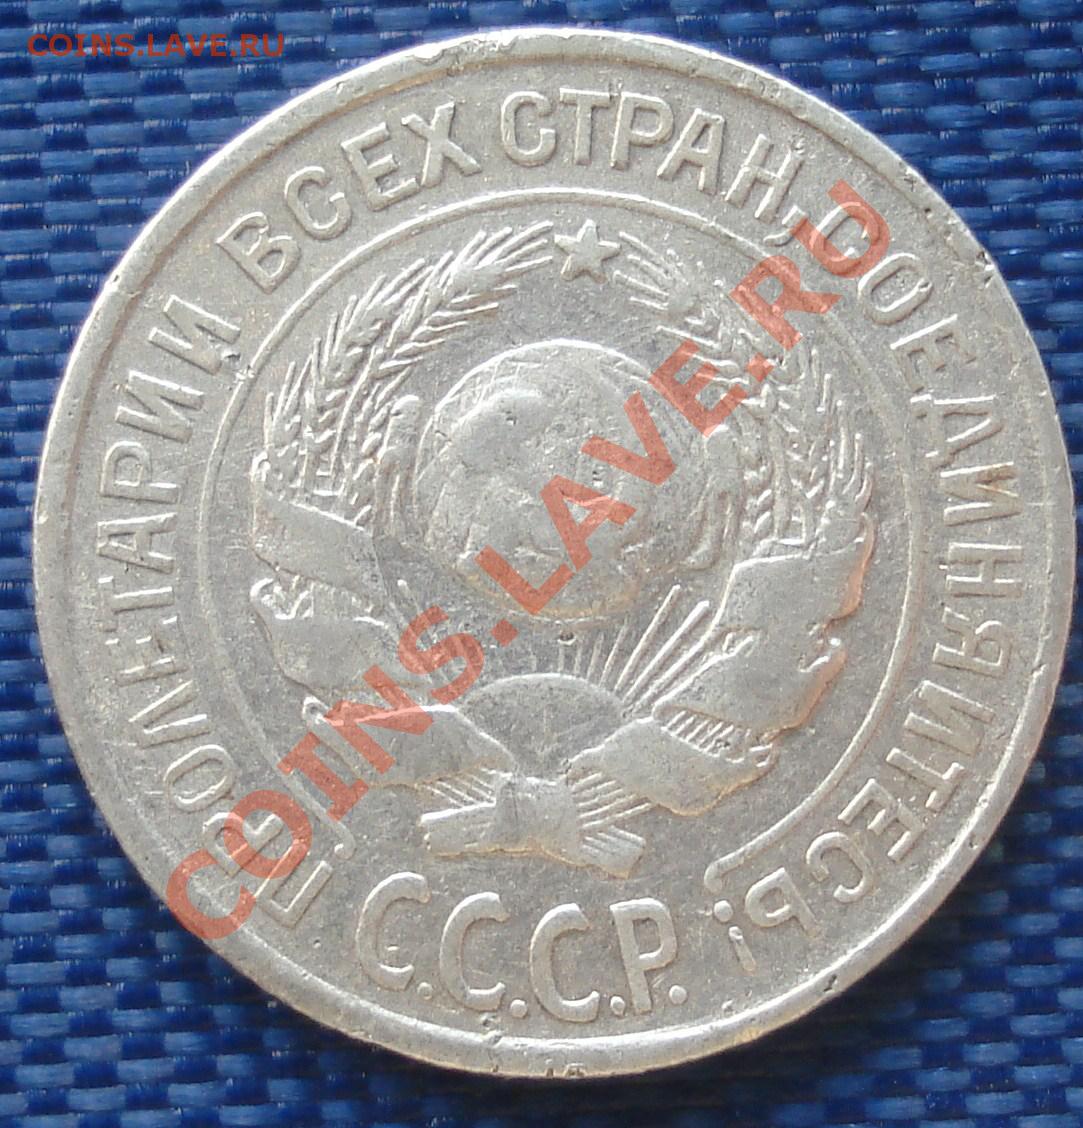 COINS.LAVE.RU
ПРОЛЕТАРИИ ВСЕХ СТРАН, СОЕДИНЯЙТЕСЬ!
С.С.С.Р.
COINS.LAVE.RU